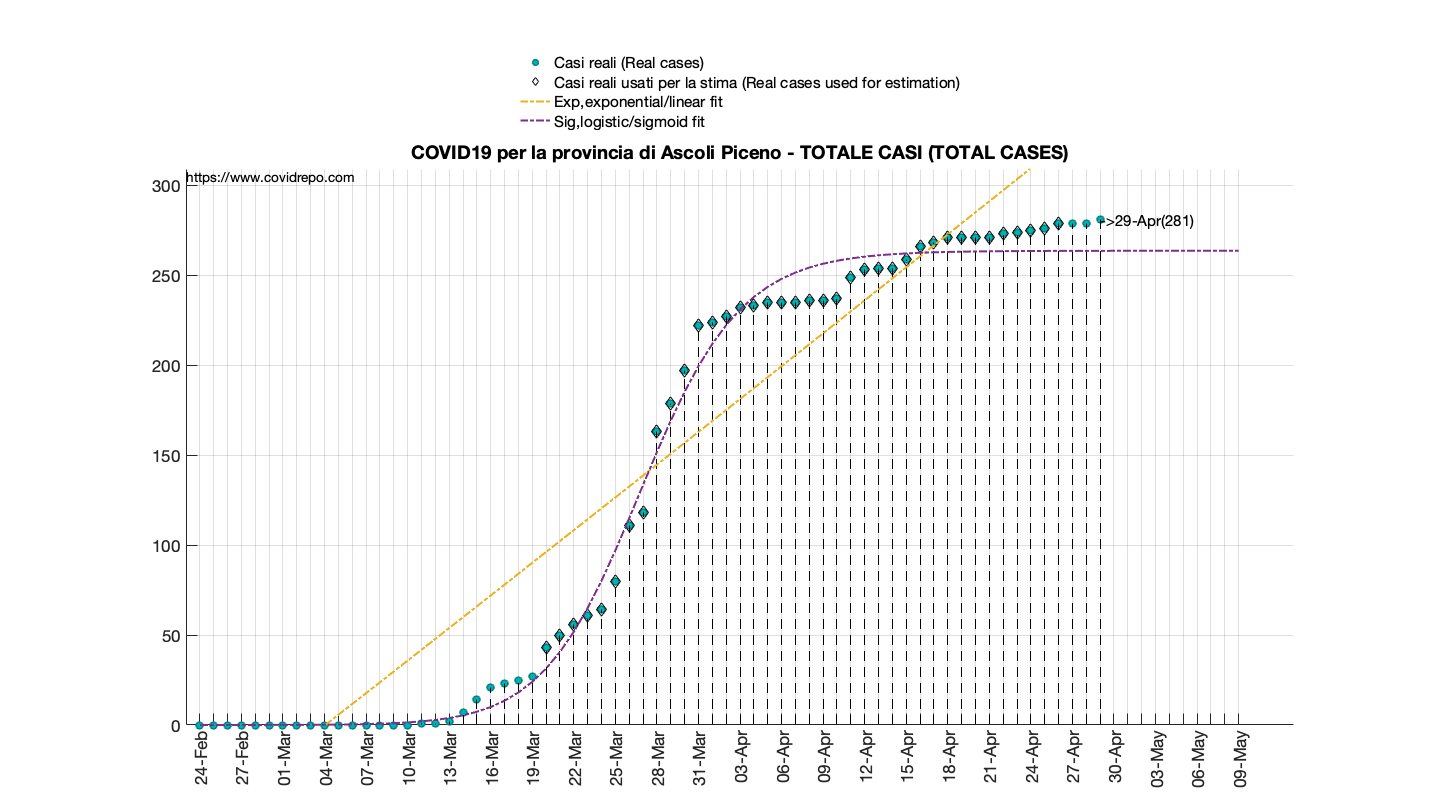 Casi reali (Real cases)
Casi reali usati per la stima (Real cases used for estimation)
Exp,exponential/linear fit
Sig,logistic/sigmoid fit
COVID19 per la provincia di Ascoli Piceno - TOTALE CASI (TOTAL CASES)
https://www.covidrepo.com
300
250
200
150
100
50
0
->29-Apr(281)
24-Feb
27-Feb
01-Mar
04-Mar
07-Mar
10-Mar
13-Mar
16-Mar
19-Mar
22-Mar
25-Mar
28-Mar
31-Mar
03-Apr
06-Apr
09-Apr
12-Apr
15-Apr
18-Apr
21-Apr
24-Apr
27-Apr
30-Apr
03-May
06-May
09-May